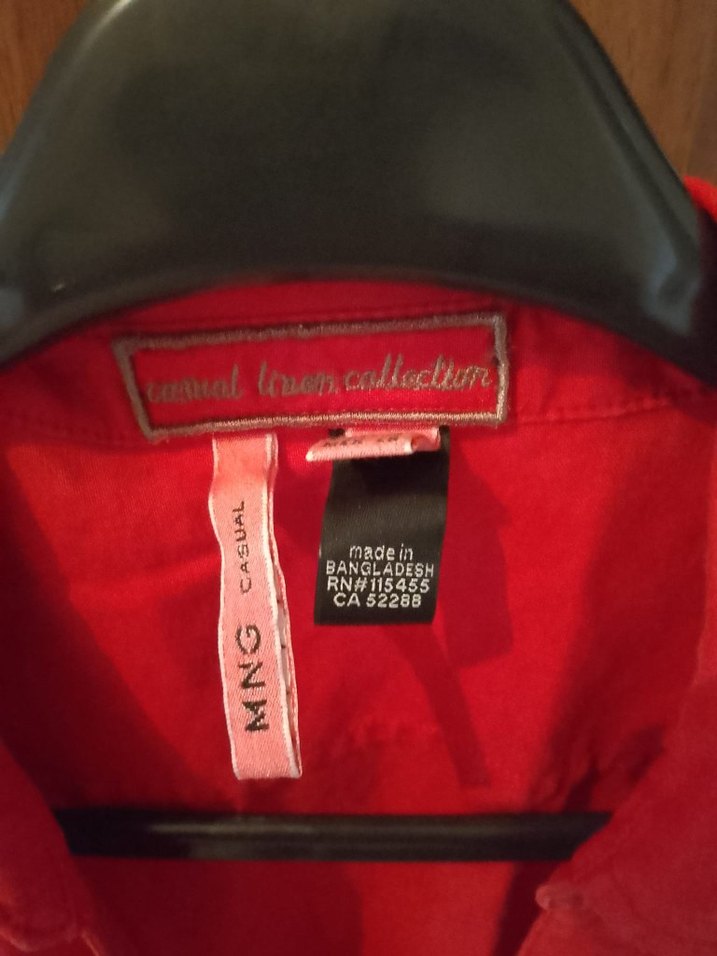 casual linen collection
MNG CASUAL
made in
BANGLADESH
RN#115455
CA 52288